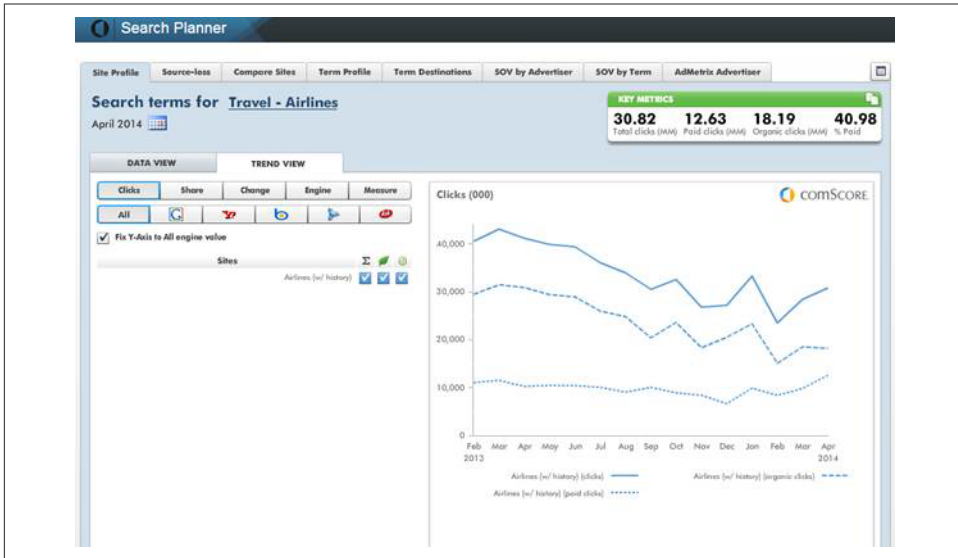 Search Planner
Site Profile Source-loss Compare Sites Term Profile Term Destinations SOV by Advertiser SOV by Term AdMetrix Advertiser
Search terms for Travel - Airlines
April 2014
KEY METRICS
30.82 12.63 18.19 40.98
Total clicks (MM) Paid clicks (MM) Organic clicks (MM) % Paid
DATA VIEW TREND VIEW
Clicks Share Change Engine Measure
All
Fix Y-Axis to All engine value
Sites Σ
Airlines (w/ history)
Clicks (000)
comSCORE
40,000
30,000
20,000
10,000
0
Feb Mar Apr May Jun Jul Aug Sep Oct Nov Dec Jan Feb Mar Apr
2013 2014
Airlines (w/ history) (clicks) Airlines (w/ history) (organic clicks)
Airlines (w/ history) (paid clicks)